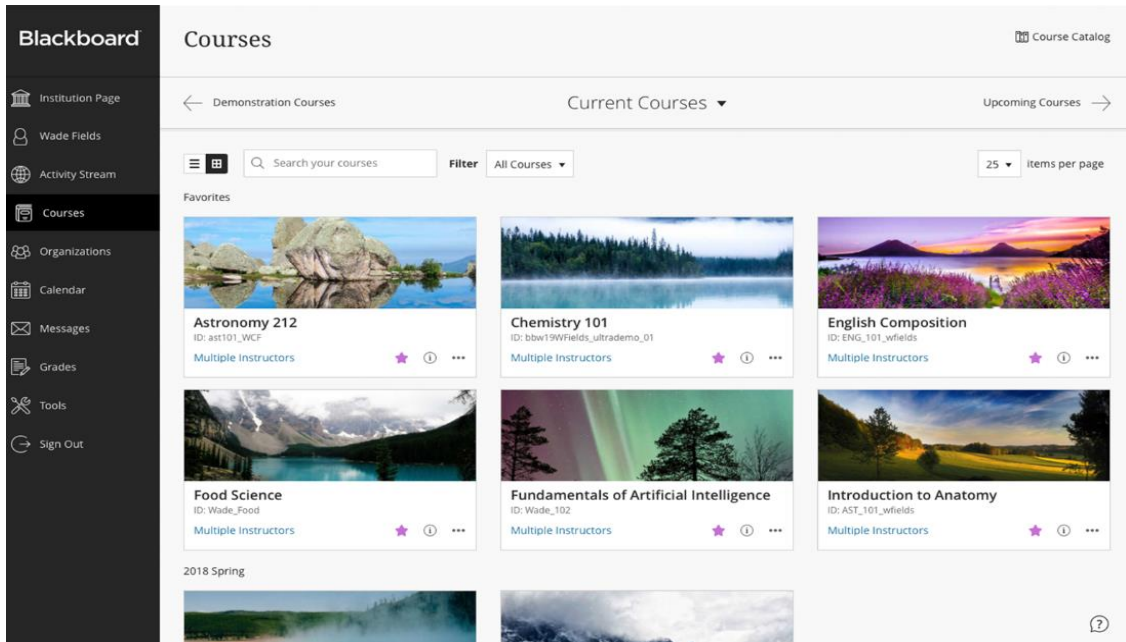 Blackboard
Institution Page
Wade Fields
Activity Stream
Courses
Organizations
Calendar
Messages
Grades
Tools
Sign Out
Courses
Course Catalog
Demonstration Courses
Current Courses
Upcoming Courses
Search your courses
Filter
All Courses
25
items per page
Favorites
Astronomy 212
ID: ast101_WCF
Multiple Instructors
Chemistry 101
ID: bbw19WFields_ultrademo_01
Multiple Instructors
English Composition
ID: ENG_101_wfields
Multiple Instructors
Food Science
ID: Wade_Food
Multiple Instructors
Fundamentals of Artificial Intelligence
ID: Wade_102
Multiple Instructors
Introduction to Anatomy
ID: AST_101_wfields
Multiple Instructors
2018 Spring